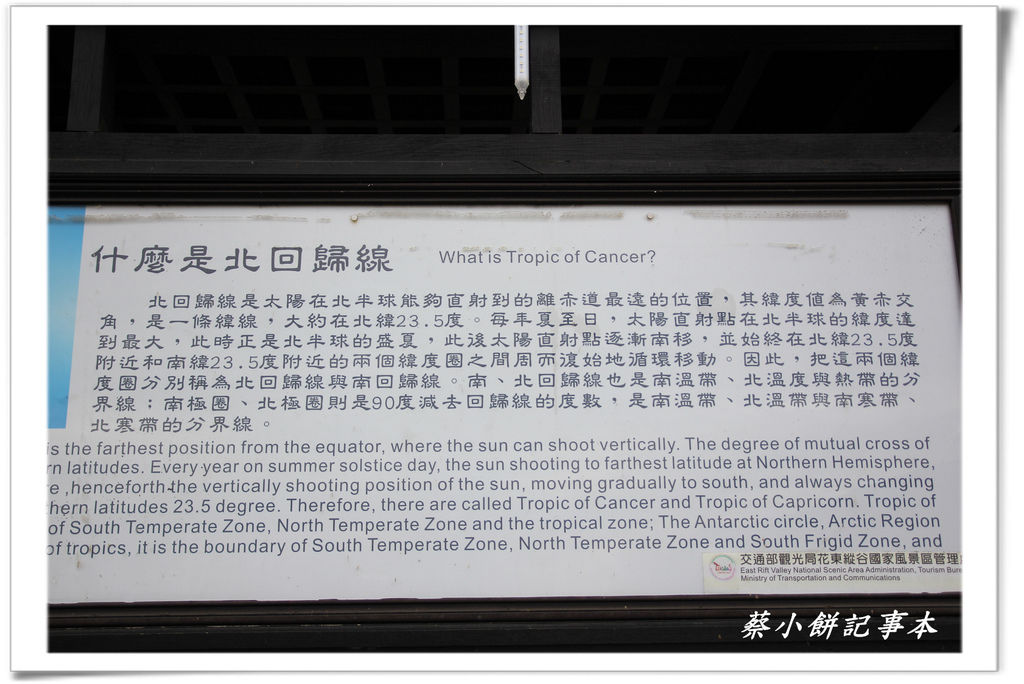 什麼是北回歸線 What is Tropic of Cancer?
北回歸線是太陽在北半球能夠直射到的離赤道最遠的位置，其緯度值為黃赤交
角，是一條緯線，大約在北緯23.5度。每年夏至日，太陽直射點在北半球的緯度達
到最大，此時正是北半球的盛夏，此後太陽直射點逐漸南移，並始終在北緯23.5度
附近和南緯23.5度附近的兩個緯度圈之間周而復始地循環移動。因此，把這兩個緯
度圈分別稱為北回歸線與南回歸線。南、北回歸線也是南溫帶、北溫度與熱帶的分
界線；南極圈、北極圈則是90度減去回歸線的度數，是南溫帶、北溫帶與南寒帶、
北寒帶的分界線。
is the farthest position from the equator, where the sun can shoot vertically. The degree of mutual cross of
rn latitudes. Every year on summer solstice day, the sun shooting to farthest latitude at Northern Hemisphere,
re ,henceforth the vertically shooting position of the sun, moving gradually to south, and always changing
hern latitudes 23.5 degree. Therefore, there are called Tropic of Cancer and Tropic of Capricorn. Tropic of
of South Temperate Zone, North Temperate Zone and the tropical zone; The Antarctic circle, Arctic Region
of tropics, it is the boundary of South Temperate Zone, North Temperate Zone and South Frigid Zone, and
交通部觀光局花東縱谷國家風景區管理
East Rift Valley National Scenic Area Administration, Tourism Bure
Ministry of Transportation and Communications
蔡小餅記事本